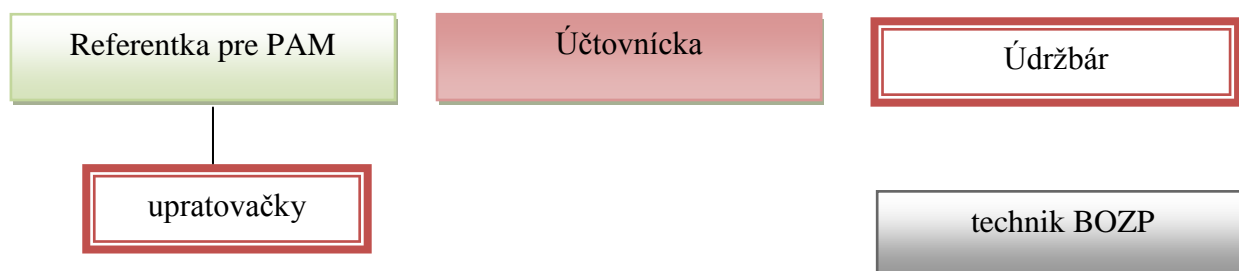 Referentka pre PAM
Účtovnícka
Údržbár
upratovačky
technik BOZP